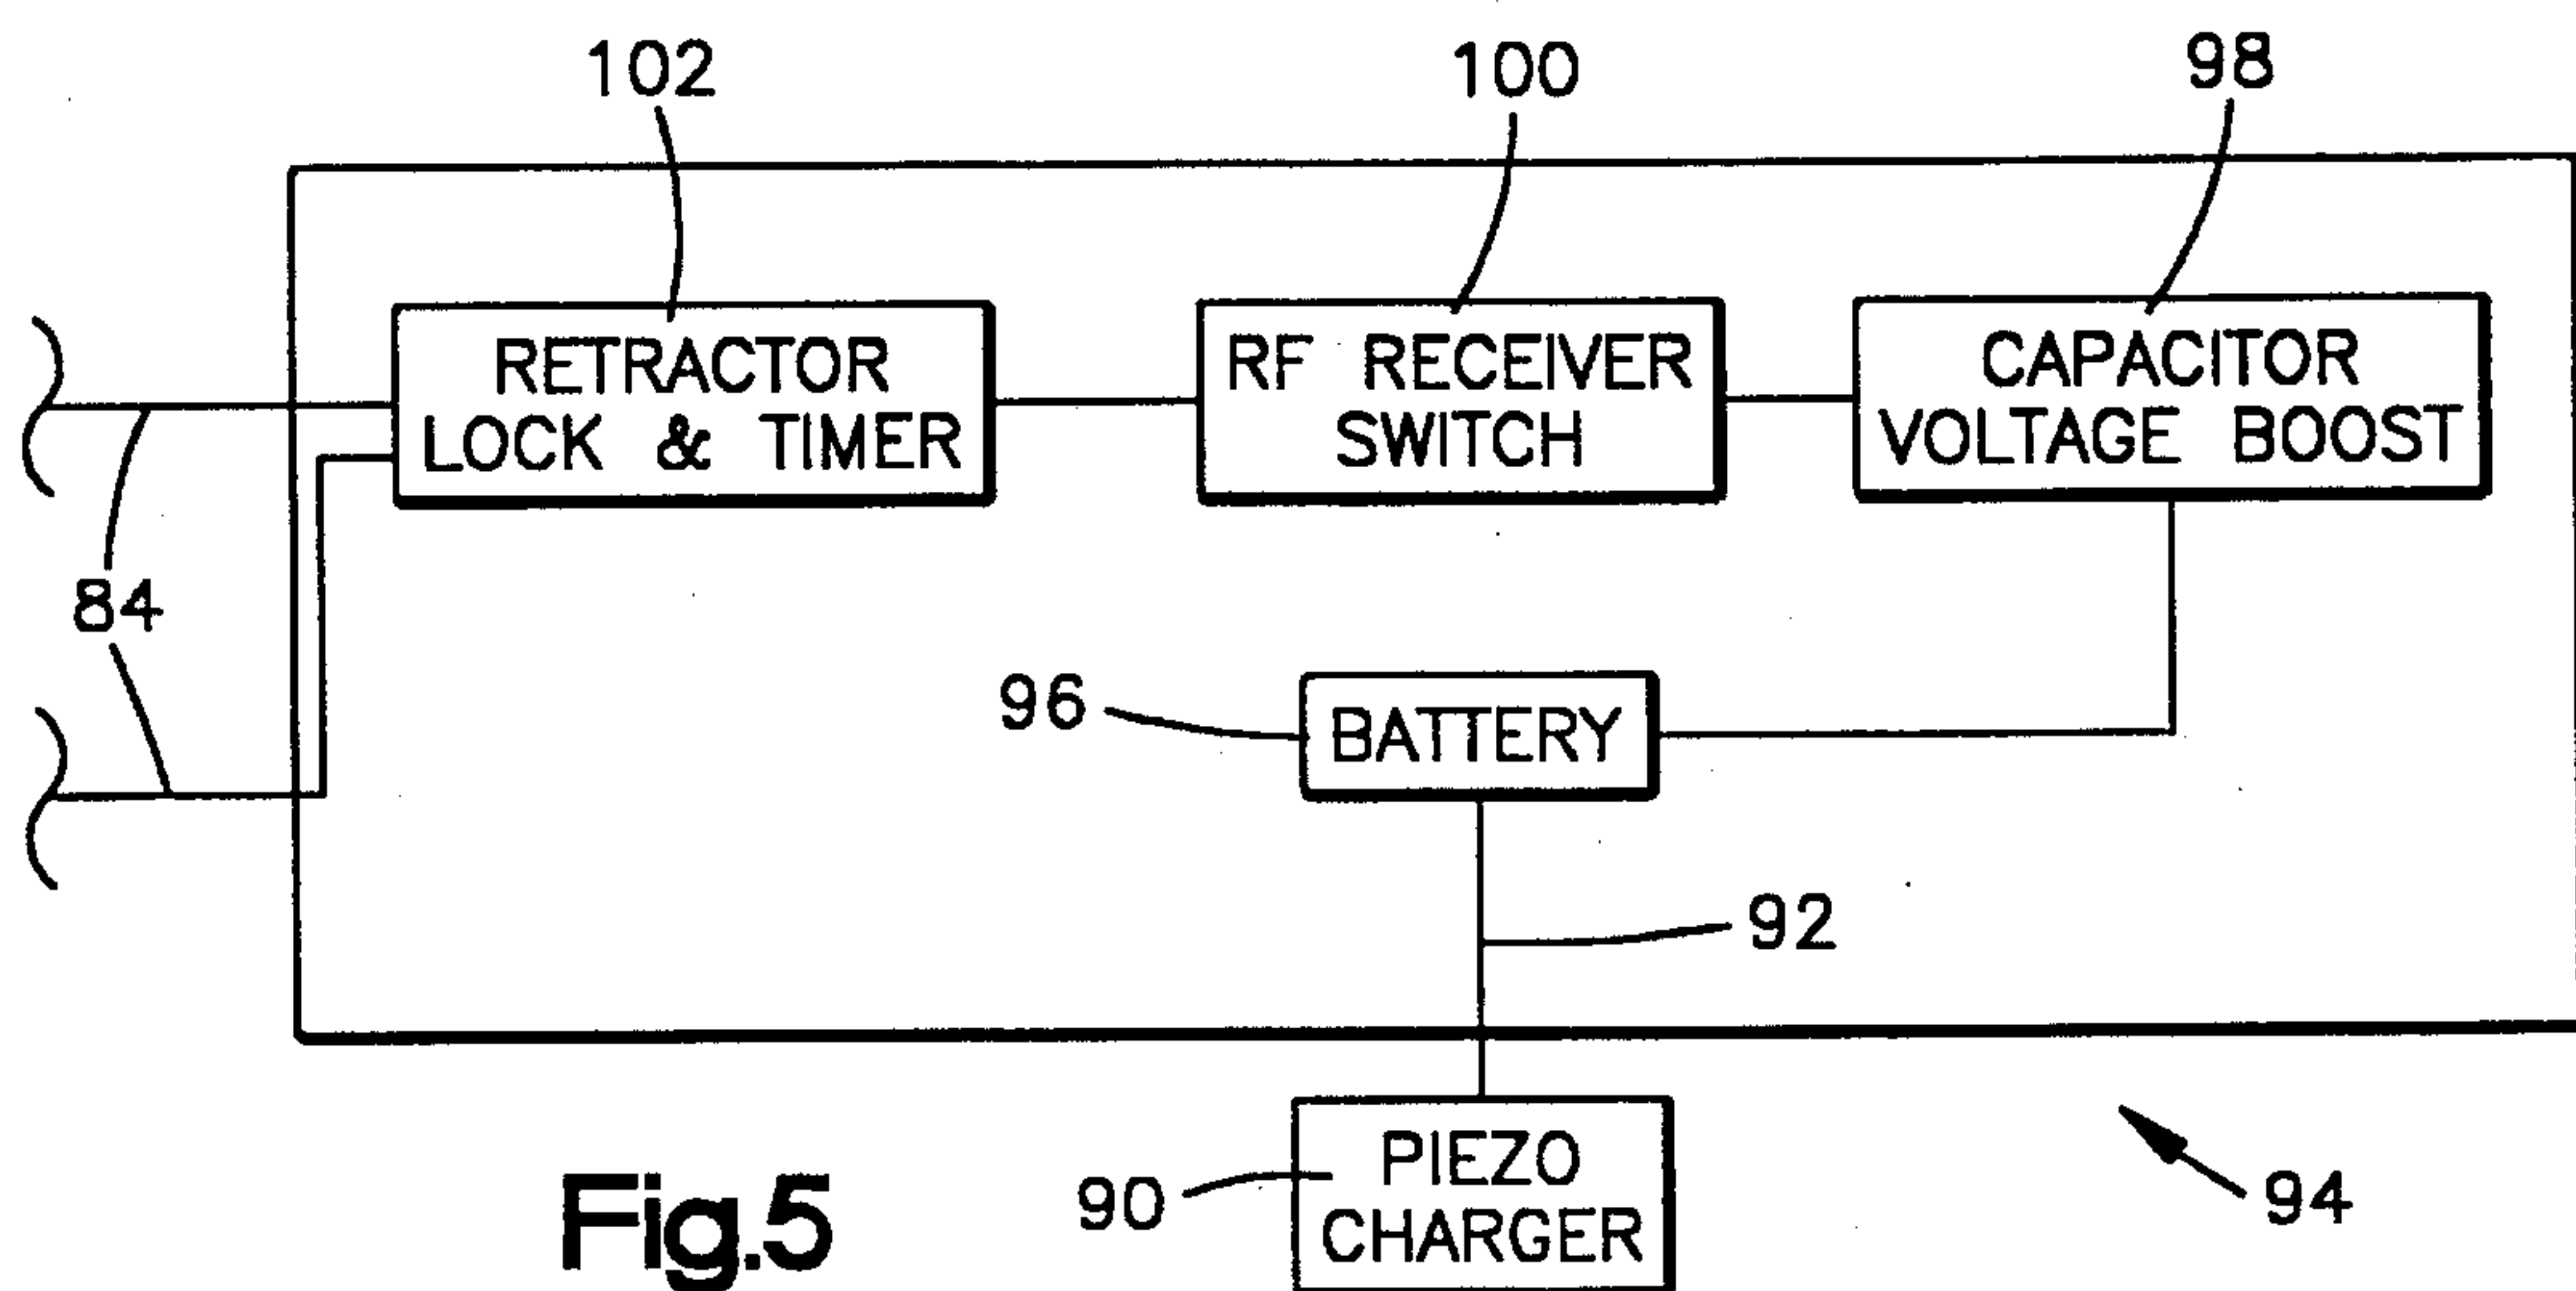 102
100
98
RETRACTOR
LOCK & TIMER
RF RECEIVER
SWITCH
CAPACITOR
VOLTAGE BOOST
84
96
BATTERY
92
90
PIEZO
CHARGER
94
Fig.5